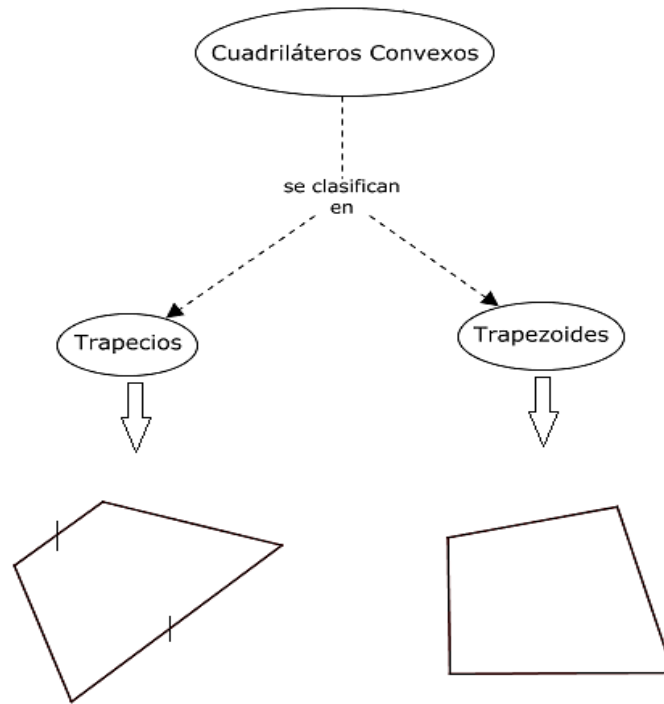 Cuadriláteros Convexos
se clasifican
en
Trapecios
Trapezoides